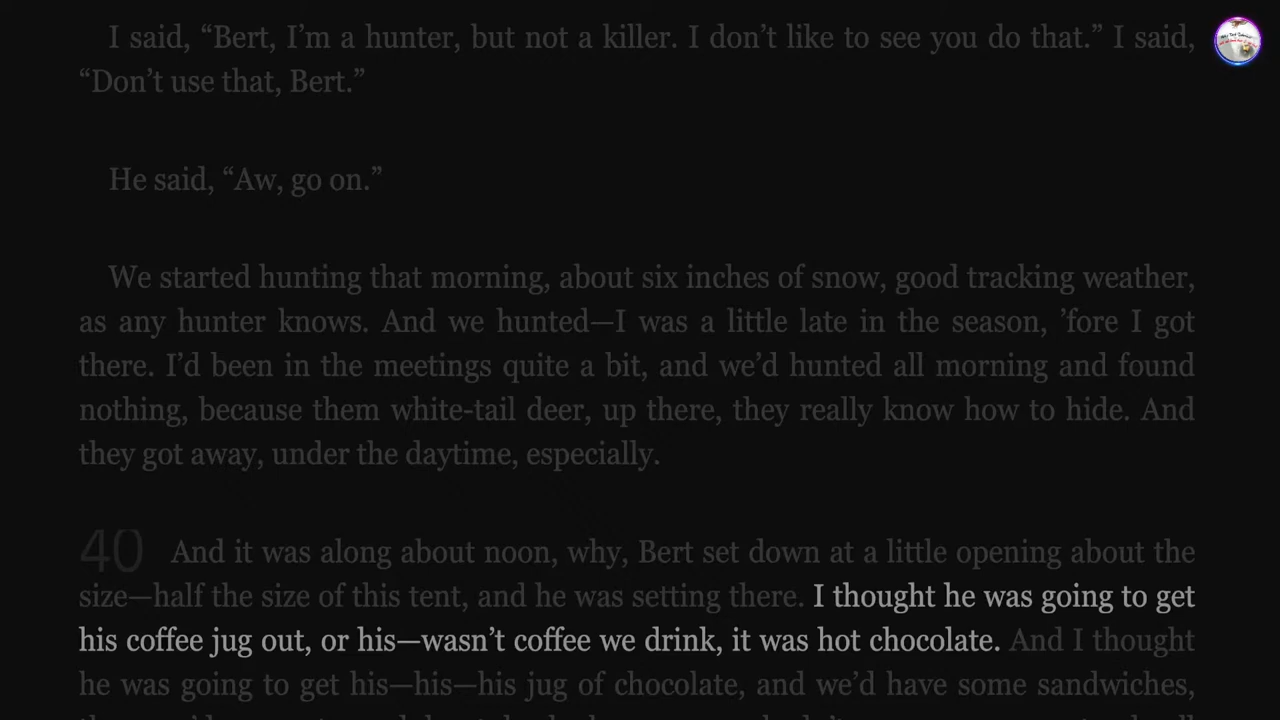 I said, “Bert, I’m a hunter, but not a killer. I don’t like to see you do that.” I said,
“Don’t use that, Bert.”
He said, “Aw, go on.”
We started hunting that morning, about six inches of snow, good tracking weather,
as any hunter knows. And we hunted—I was a little late in the season, ’fore I got
there. I’d been in the meetings quite a bit, and we’d hunted all morning and found
nothing, because them white-tail deer, up there, they really know how to hide. And
they got away, under the daytime, especially.
40 And it was along about noon, why, Bert set down at a little opening about the
size—half the size of this tent, and he was setting there. I thought he was going to get
his coffee jug out, or his—wasn’t coffee we drink, it was hot chocolate. And I thought
he was going to get his—his—his jug of chocolate, and we’d have some sandwiches,